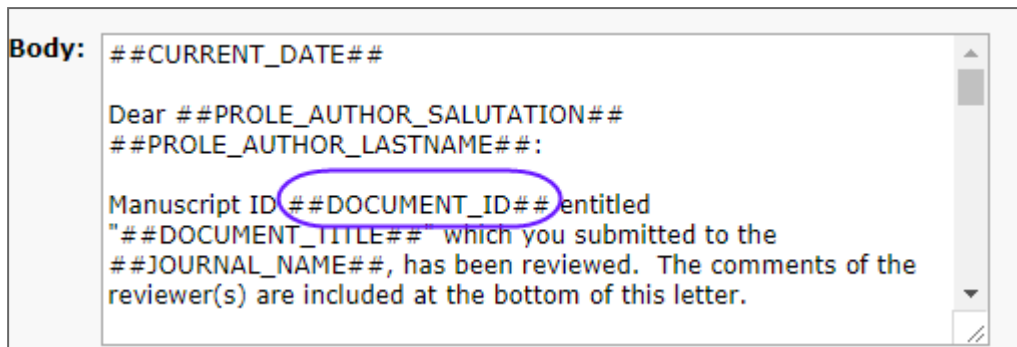 Body:
##CURRENT_DATE##
Dear ##PROLE_AUTHOR_SALUTATION##
##PROLE_AUTHOR_LASTNAME##:
Manuscript ID ##DOCUMENT_ID## entitled
"##DOCUMENT_TITLE##" which you submitted to the
##JOURNAL_NAME##, has been reviewed.  The comments of the
reviewer(s) are included at the bottom of this letter.